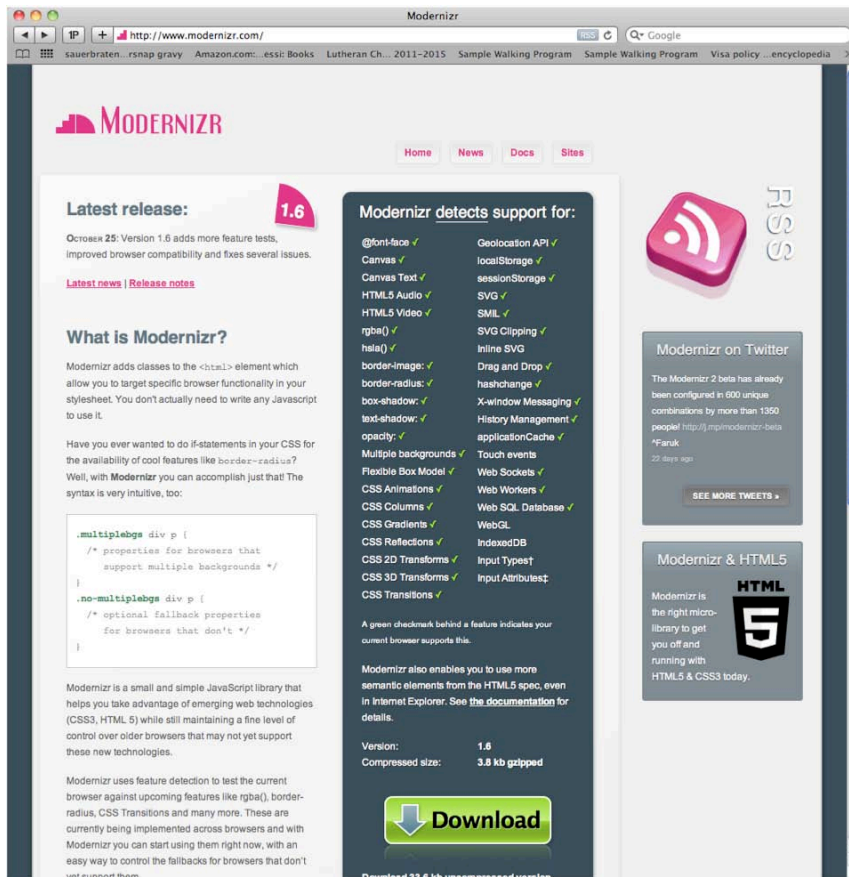 Modernizr
1P
+
http://www.modernizr.com/
RSS
Google
sauerbraten...rsnap gravy
Amazon.com:...essi: Books
Lutheran Ch... 2011-2015
Sample Walking Program
Sample Walking Program
Visa policy ...encyclopedia
MODERNIZR
Home
News
Docs
Sites
Latest release:
1.6
OCTOBER 25: Version 1.6 adds more feature tests,
improved browser compatibility and fixes several issues.
Latest news | Release notes
What is Modernizr?
Modernizr adds classes to the <html> element which
allow you to target specific browser functionality in your
stylesheet. You don't actually need to write any Javascript
to use it.
Have you ever wanted to do if-statements in your CSS for
the availability of cool features like border-radius?
Well, with Modernizr you can accomplish just that! The
syntax is very intuitive, too:
.multiplebgs div p {
/* properties for browsers that
support multiple backgrounds */
}
.no-multiplebgs div p {
/* optional fallback properties
for browsers that don't */
}
Modernizr is a small and simple JavaScript library that
helps you take advantage of emerging web technologies
(CSS3, HTML 5) while still maintaining a fine level of
control over older browsers that may not yet support
these new technologies.
Modernizr uses feature detection to test the current
browser against upcoming features like rgba(), border-
radius, CSS Transitions and many more. These are
currently being implemented across browsers and with
Modernizr you can start using them right now, with an
easy way to control the fallbacks for browsers that don't
yet support them.
Modernizr detects support for:
@font-face ✓
Canvas ✓
Canvas Text ✓
HTML5 Audio ✓
HTML5 Video ✓
rgba() ✓
hsla() ✓
border-image: ✓
border-radius: ✓
box-shadow: ✓
text-shadow: ✓
opacity: ✓
Multiple backgrounds ✓
Flexible Box Model ✓
CSS Animations ✓
CSS Columns ✓
CSS Gradients ✓
CSS Reflections ✓
CSS 2D Transforms ✓
CSS 3D Transforms ✓
CSS Transitions ✓
Geolocation API ✓
localStorage ✓
sessionStorage ✓
SVG ✓
SMIL ✓
SVG Clipping ✓
Inline SVG
Drag and Drop ✓
hashchange ✓
X-window Messaging ✓
History Management ✓
applicationCache ✓
Touch events
Web Sockets ✓
Web Workers ✓
Web SQL Database ✓
WebGL
IndexedDB
Input Types†
Input Attributes‡
A green checkmark behind a feature indicates your
current browser supports this.
Modernizr also enables you to use more
semantic elements from the HTML5 spec, even
in Internet Explorer. See the documentation for
details.
Version: 1.6
Compressed size: 3.8 kb gzipped
Download
Download 33.6 kb uncompressed version
RSS
Modernizr on Twitter
The Modernizr 2 beta has already
been configured in 600 unique
combinations by more than 1350
people! http://j.mp/modernizr-beta
^Faruk
22 days ago
SEE MORE TWEETS »
Modernizr & HTML5
Modernizr is
the right micro-
library to get
you off and
running with
HTML5 & CSS3 today.
HTML
5